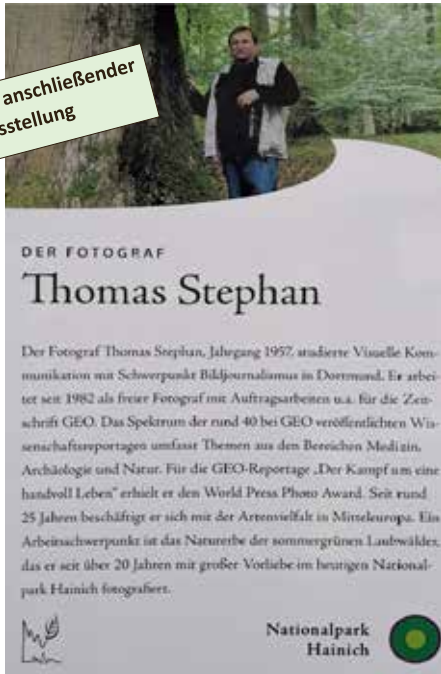 anschließender
sstellung
DER FOTOGRAF
Thomas Stephan
Der Fotograf Thomas Stephan, Jahrgang 1957, studierte Visuelle Kom-
munikation mit Schwerpunkt Bildjournalismus in Dortmund. Er arbei-
tet seit 1982 als freier Fotograf mit Auftragsarbeiten u.a. für die Zeit-
schrift GEO. Das Spektrum der rund 40 bei GEO veröffentlichten Wis-
senschaftsreportagen umfasst Themen aus den Bereichen Medizin,
Archäologie und Natur. Für die GEO-Reportage „Der Kampf um eine
handvoll Leben" erhielt er den World Press Photo Award. Seit rund
25 Jahren beschäftigt er sich mit der Artenvielfalt in Mitteleuropa. Ein
Arbeitsschwerpunkt ist das Naturerbe der sommergrünen Laubwälder,
das er seit über 20 Jahren mit großer Vorliebe im heutigen National-
park Hainich fotografiert.
Nationalpark
Hainich